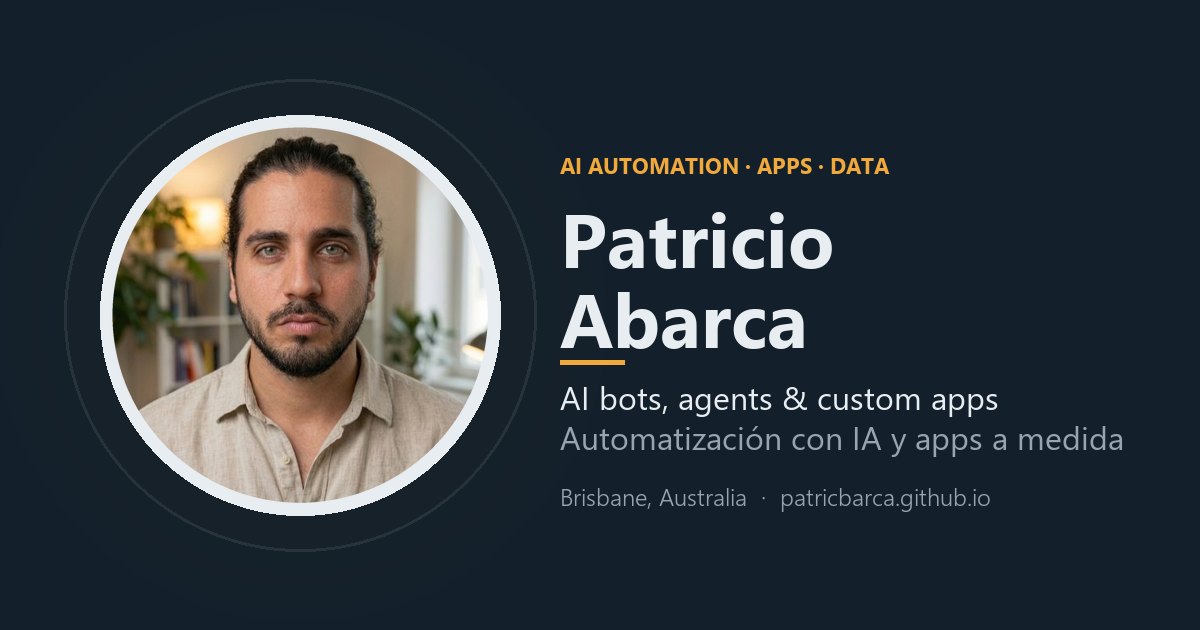 AI AUTOMATION · APPS · DATA
Patricio
Abarca
AI bots, agents & custom apps
Automatización con IA y apps a medida
Brisbane, Australia · patricbarca.github.io